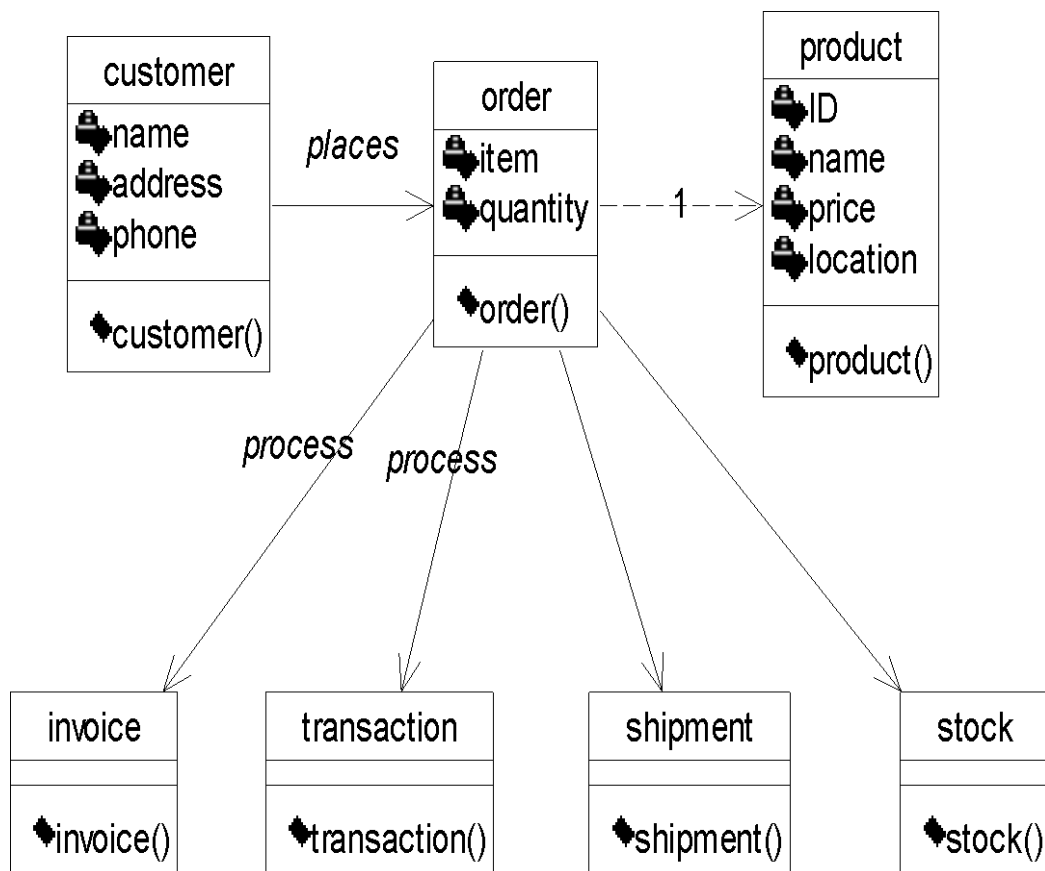 customer
name
address
phone
customer()
places
order
item
quantity
order()
1
product
ID
name
price
location
product()
process
process
invoice
invoice()
transaction
transaction()
shipment
shipment()
stock
stock()